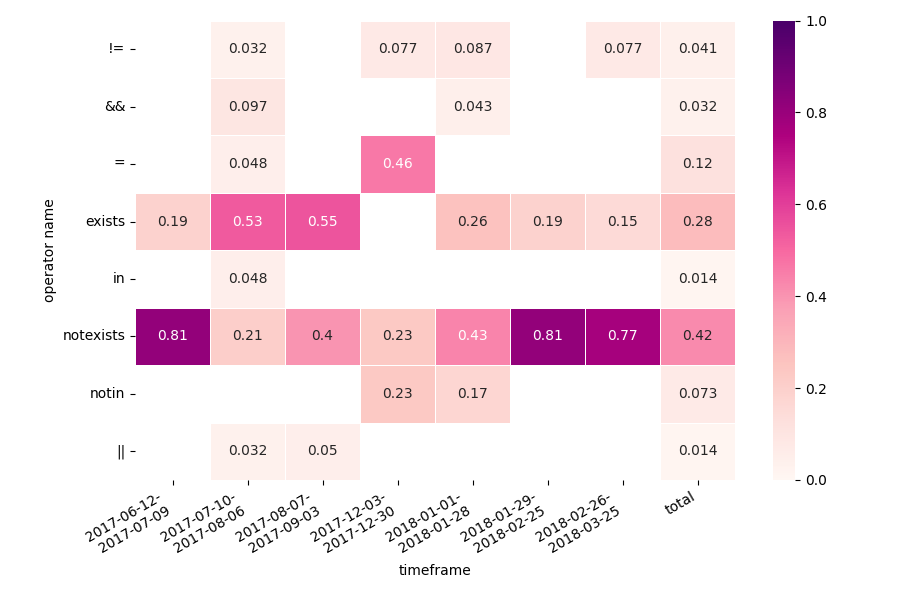 != 0.032 0.077 0.087 0.077 0.041
&& 0.097 0.043 0.032
= 0.048 0.46 0.12
exists 0.19 0.53 0.55 0.26 0.19 0.15 0.28
in 0.048 0.014
notexists 0.81 0.21 0.4 0.23 0.43 0.81 0.77 0.42
notin 0.23 0.17 0.073
|| 0.032 0.05 0.014
operator name
2017-06-12-
2017-07-09
2017-07-10-
2017-08-06
2017-08-07-
2017-09-03
2017-12-03-
2017-12-30
2018-01-01-
2018-01-28
2018-01-29-
2018-02-25
2018-02-26-
2018-03-25
total
timeframe
1.0
0.8
0.6
0.4
0.2
0.0